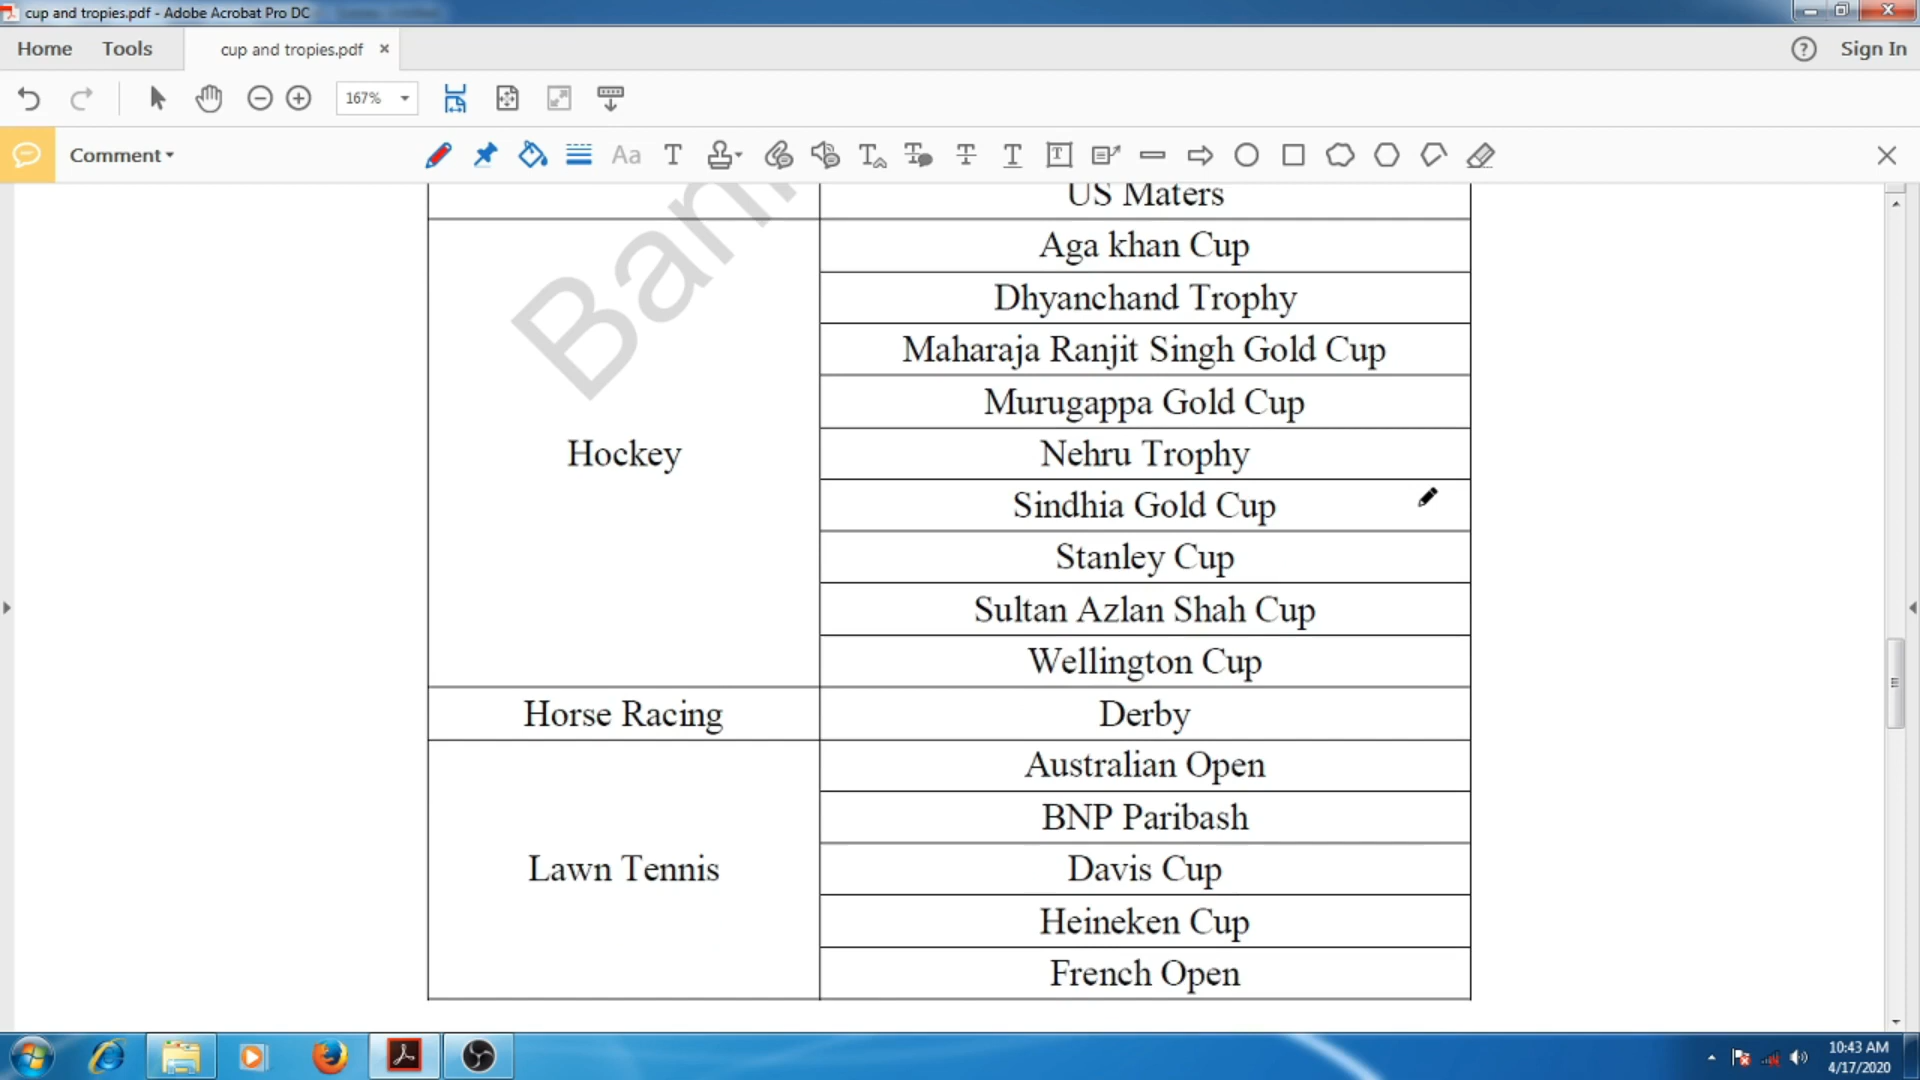 cup and tropies.pdf - Adobe Acrobat Pro DC
Home Tools cup and tropies.pdf Sign In
167%
Comment
Ban
US Maters
Aga khan Cup
Dhyanchand Trophy
Maharaja Ranjit Singh Gold Cup
Murugappa Gold Cup
Hockey Nehru Trophy
Sindhia Gold Cup
Stanley Cup
Sultan Azlan Shah Cup
Wellington Cup
Horse Racing Derby
Australian Open
BNP Paribash
Lawn Tennis Davis Cup
Heineken Cup
French Open
10:43 AM
4/17/2020